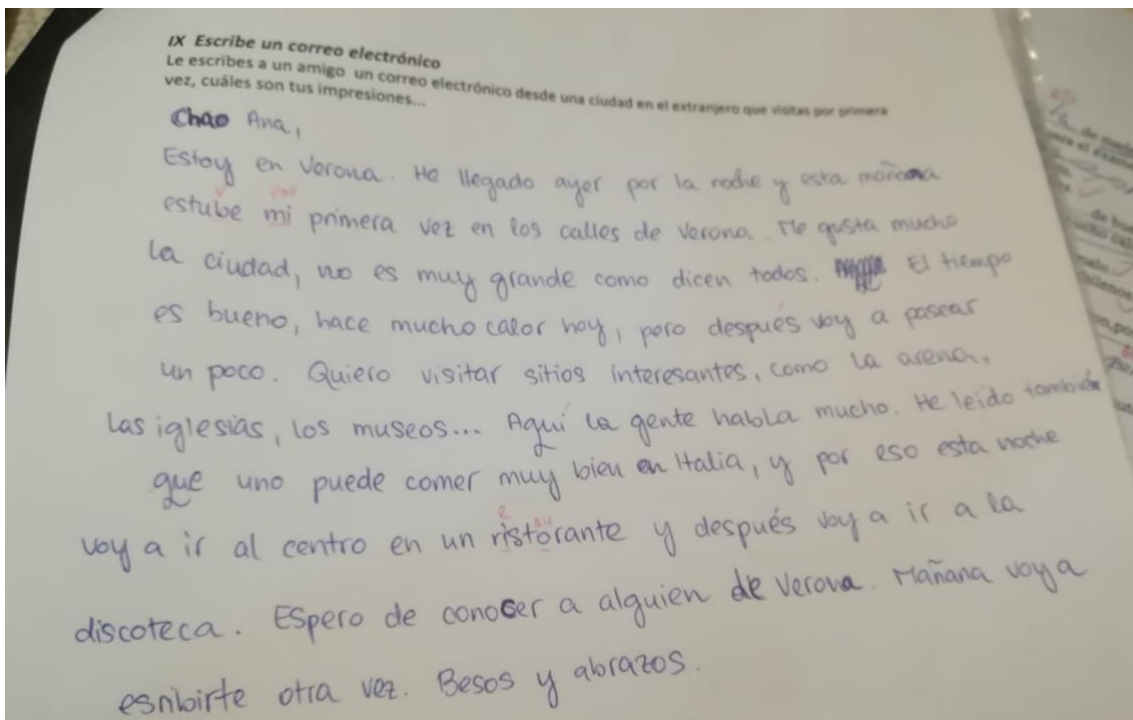 IX Escribe un correo electrónico
Le escribes a un amigo un correo electrónico desde una ciudad en el extranjero que visitas por primera
vez, cuáles son tus impresiones...
Chao Ana,
Estoy en Verona. He llegado ayer por la noche y esta mañana
estube mi primera vez en los calles de Verona. Me gusta mucho
la ciudad, no es muy grande como dicen todos. El tiempo
es bueno, hace mucho calor hoy, pero después voy a pasear
un poco. Quiero visitar sitios interesantes, como la arena,
las iglesias, los museos... Aquí la gente habla mucho. He leído también
que uno puede comer muy bien en Italia, y por eso esta noche
voy a ir al centro en un ristorante y después voy a ir a la
discoteca. Espero de conocer a alguien de Verona. Mañana voy a
esribirte otra vez. Besos y abrazos.